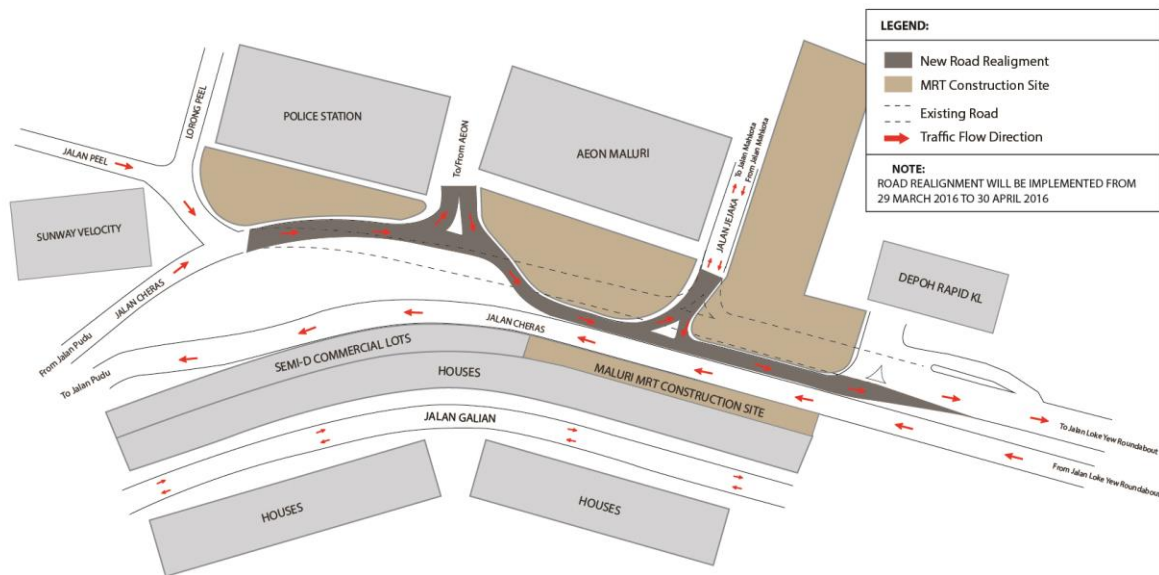 LEGEND:
New Road Realigment
MRT Construction Site
Existing Road
Traffic Flow Direction
NOTE:
ROAD REALIGNMENT WILL BE IMPLEMENTED FROM
29 MARCH 2016 TO 30 APRIL 2016
LORONG PEEL
JALAN PEEL
POLICE STATION
To/From AEON
AEON MALURI
To Jalan Mahkota
From Jalan Mahkota
JALAN JEJAKA
SUNWAY VELOCITY
DEPOH RAPID KL
JALAN CHERAS
From Jalan Pudu
To Jalan Pudu
JALAN CHERAS
SEMI-D COMMERCIAL LOTS
HOUSES
MALURI MRT CONSTRUCTION SITE
JALAN GALIAN
To Jalan Loke Yew Roundabout
From Jalan Loke Yew Roundabout
HOUSES
HOUSES